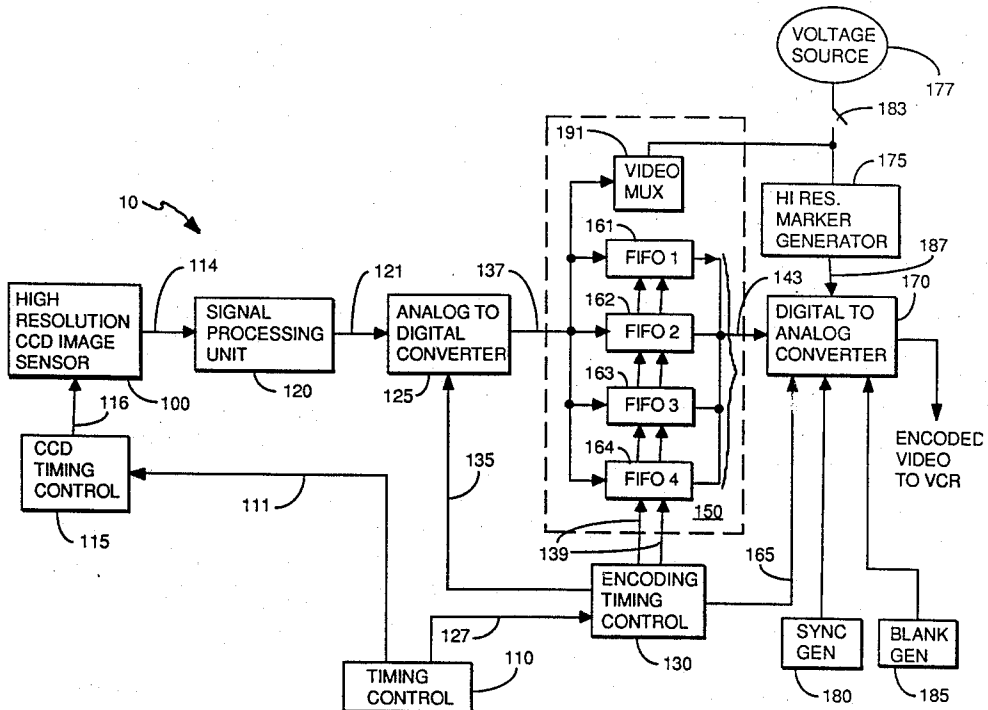 VOLTAGE
SOURCE
177
183
191
VIDEO
MUX
175
HI RES.
MARKER
GENERATOR
10
161
FIFO 1
187
114
121
137
162
FIFO 2
143
170
HIGH
RESOLUTION
CCD IMAGE
SENSOR
SIGNAL
PROCESSING
UNIT
ANALOG TO
DIGITAL
CONVERTER
DIGITAL TO
ANALOG
CONVERTER
163
FIFO 3
116
100
120
125
164
FIFO 4
ENCODED
VIDEO
TO VCR
CCD
TIMING
CONTROL
111
135
150
115
139
165
ENCODING
TIMING
CONTROL
127
130
SYNC
GEN
BLANK
GEN
110
TIMING
CONTROL
180
185